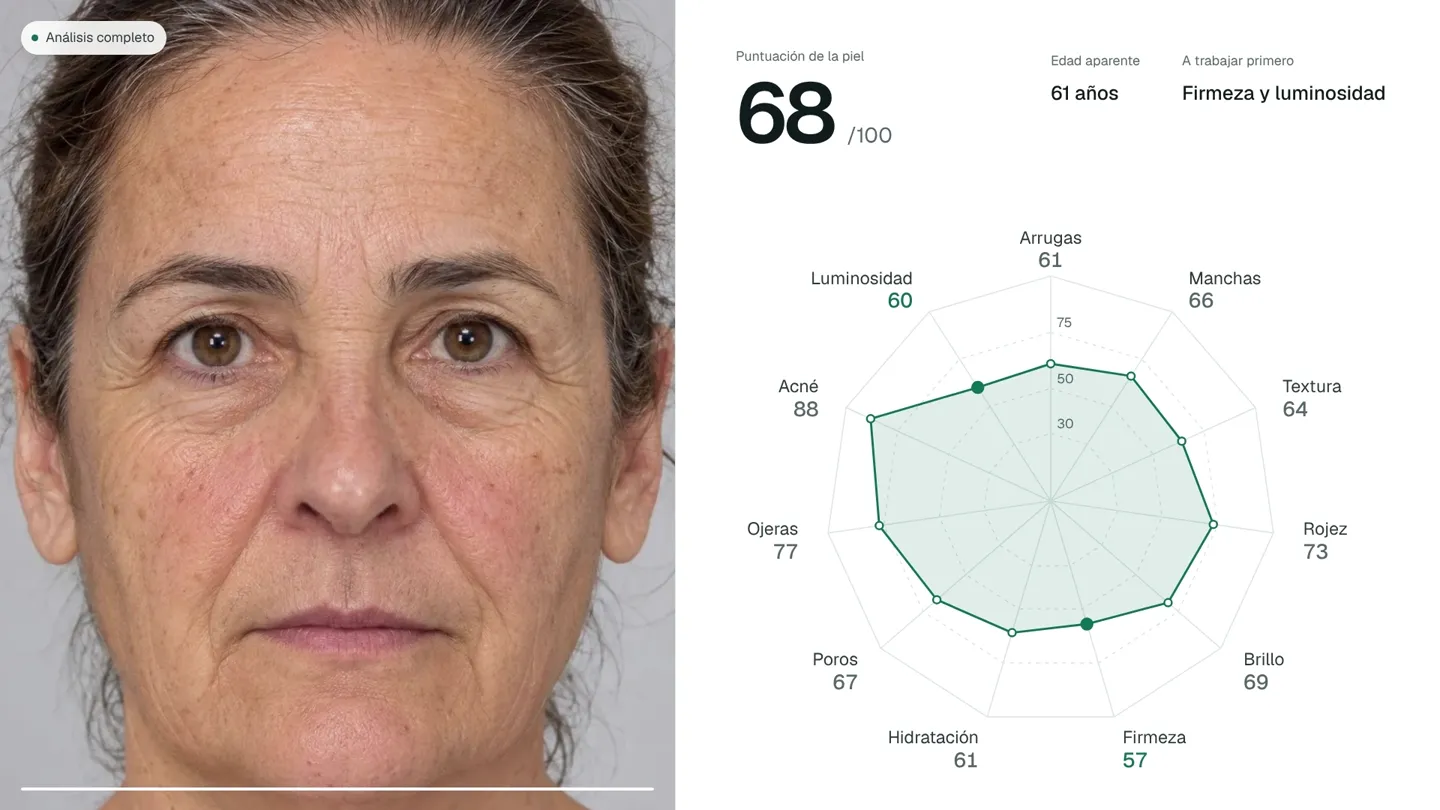 Análisis completo
Puntuación de la piel
68 /100
Edad aparente
61 años
A trabajar primero
Firmeza y luminosidad
Arrugas
61
Manchas
66
Textura
64
Rojez
73
Brillo
69
Firmeza
57
Hidratación
61
Poros
67
Ojeras
77
Acné
88
Luminosidad
60
75
50
30